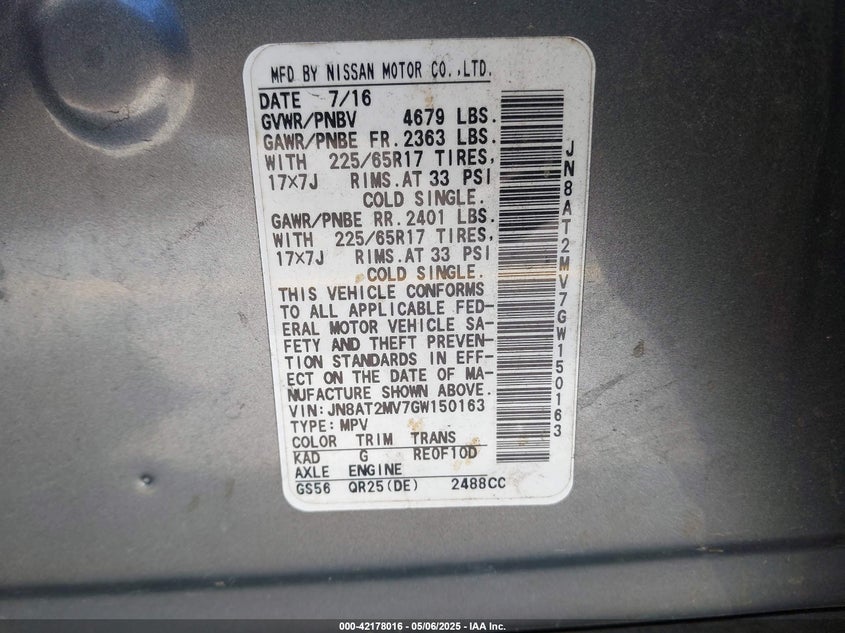 MFD BY NISSAN MOTOR CO.,LTD.
DATE 7/16
GVWR/PNBV 4679 LBS.
GAWR/PNBE FR.2363 LBS.
WITH 225/65R17 TIRES,
17×7J RIMS.AT 33 PSI
COLD SINGLE.
GAWR/PNBE RR.2401 LBS.
WITH 225/65R17 TIRES,
17×7J RIMS.AT 33 PSI
COLD SINGLE.
THIS VEHICLE CONFORMS
TO ALL APPLICABLE FED-
ERAL MOTOR VEHICLE SA-
FETY AND THEFT PREVEN-
TION STANDARDS IN EFF-
ECT ON THE DATE OF MA-
NUFACTURE SHOWN ABOVE.
VIN:JN8AT2MV7GW150163
TYPE:MPV
COLOR TRIM TRANS
KAD G RE0F10D
AXLE ENGINE
GS56 QR25(DE) 2488CC
JN8AT2MV7GW150163
000-42178016 — 05/06/2025 — IAA Inc.